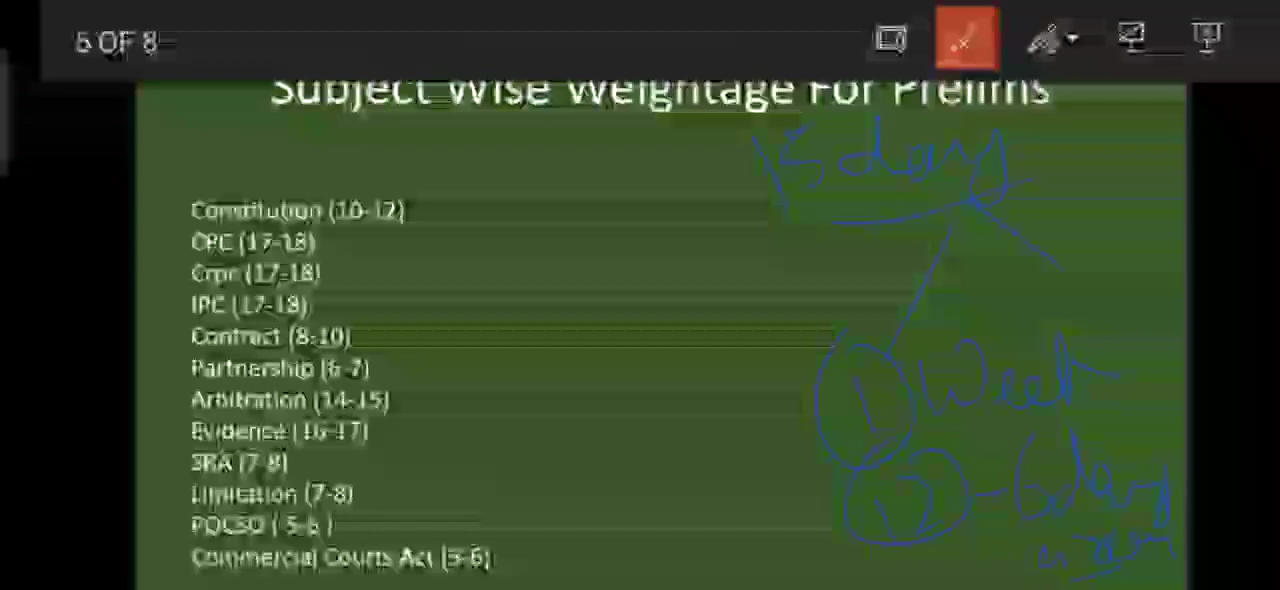 6 OF 8
Subject Wise Weightage For Prelims
15 day
Constitution (10-12)
CPC (17-18)
Crpc (17-18)
IPC (17-18)
Contract (8-10)
Partnership (6-7)
Arbitration (14-15)
Evidence (16-17)
SRA (7-8)
Limitation (7-8)
POCSO ( 5-6 )
Commercial Courts Act (5-6)
1 Week
12 - 6 day